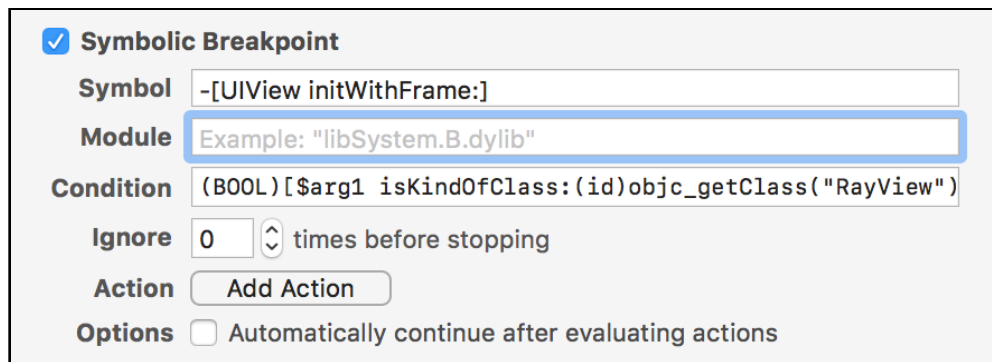 Symbolic Breakpoint
Symbol -[UIView initWithFrame:]
Module Example: "libSystem.B.dylib"
Condition (BOOL)[$arg1 isKindOfClass:(id)objc_getClass("RayView")
Ignore 0 times before stopping
Action Add Action
Options Automatically continue after evaluating actions